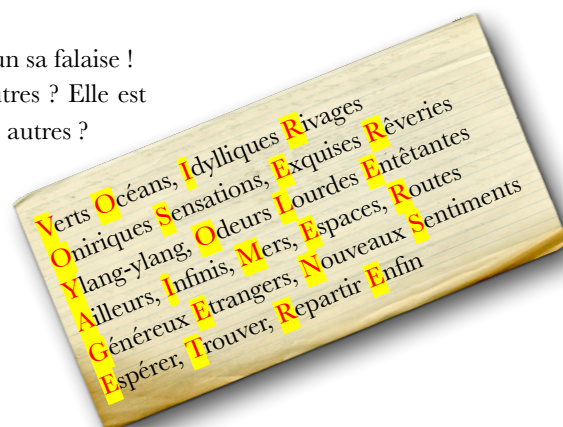 un sa falaise !
tres ? Elle est
autres ?
Verts Océans, Idylliques Rivages
Oniriques Sensations, Exquises Rêveries
Ylang-ylang, Odeurs Lourdes Entêtantes
Ailleurs, Infinis, Mers, Espaces, Routes
Généreux Etrangers, Nouveaux Sentiments
Espérer, Trouver, Repartir Enfin